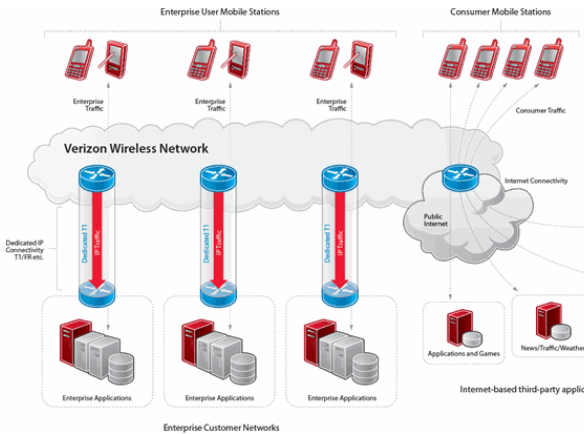 Enterprise User Mobile Stations
Consumer Mobile Stations
Enterprise
Traffic
Enterprise
Traffic
Enterprise
Traffic
Consumer Traffic
Verizon Wireless Network
Internet Connectivity
Public
Internet
Dedicated IP
Connectivity
T1/FR-etc.
Dedicated T1
IP Traffic
Dedicated T1
IP Traffic
Dedicated T1
IP Traffic
Applications and Games
News/Traffic/Weather
Enterprise Applications
Enterprise Applications
Enterprise Applications
Internet-based third-party applic
Enterprise Customer Networks